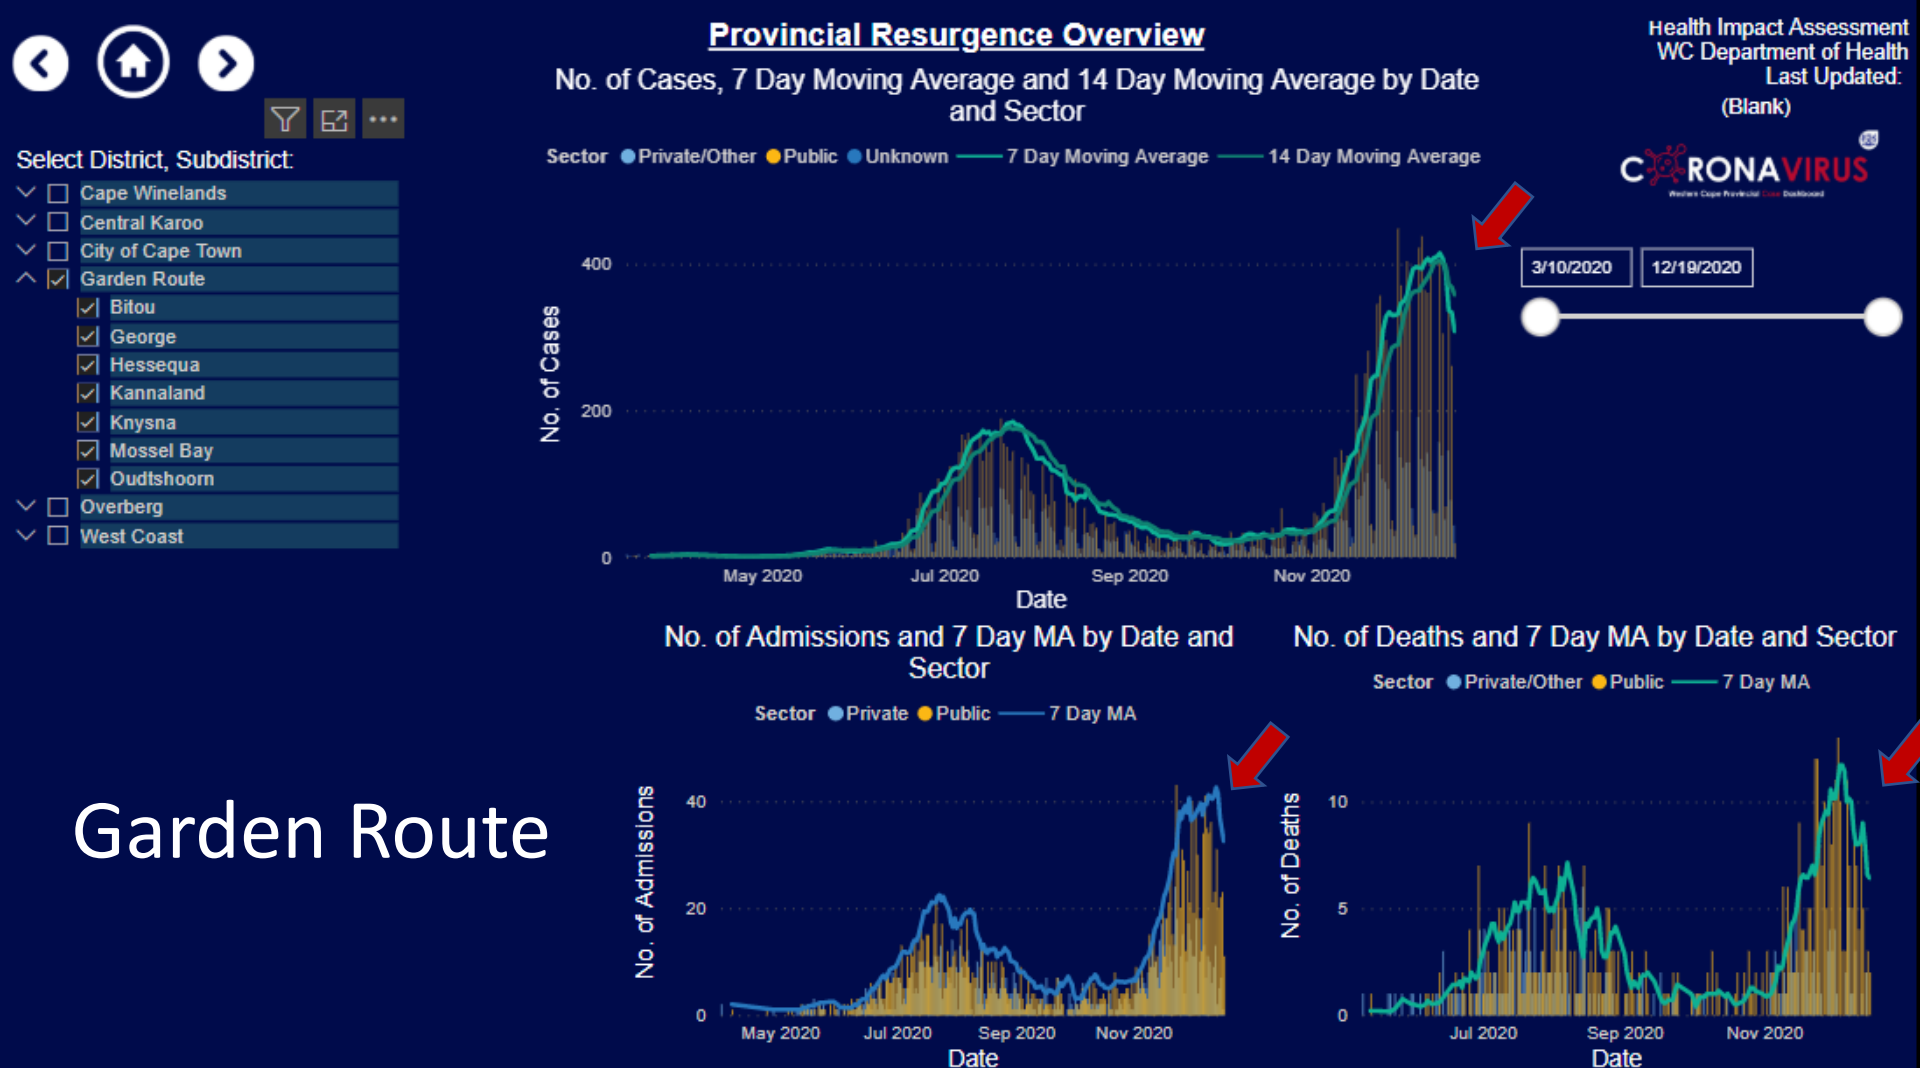 Provincial Resurgence Overview
Health Impact Assessment
WC Department of Health
Last Updated:
(Blank)
CORONAVIRUS
Western Cape Provincial Case Dashboard
Select District, Subdistrict:
Cape Winelands
Central Karoo
City of Cape Town
Garden Route
Bitou
George
Hessequa
Kannaland
Knysna
Mossel Bay
Oudtshoorn
Overberg
West Coast
No. of Cases, 7 Day Moving Average and 14 Day Moving Average by Date
and Sector
Sector Private/Other Public Unknown 7 Day Moving Average 14 Day Moving Average
3/10/2020 12/19/2020
No. of Cases
400
200
0
May 2020 Jul 2020 Sep 2020 Nov 2020
Date
Garden Route
No. of Admissions and 7 Day MA by Date and
Sector
Sector Private Public 7 Day MA
No. of Admissions
40
20
0
May 2020 Jul 2020 Sep 2020 Nov 2020
Date
No. of Deaths and 7 Day MA by Date and Sector
Sector Private/Other Public 7 Day MA
No. of Deaths
10
5
0
Jul 2020 Sep 2020 Nov 2020
Date